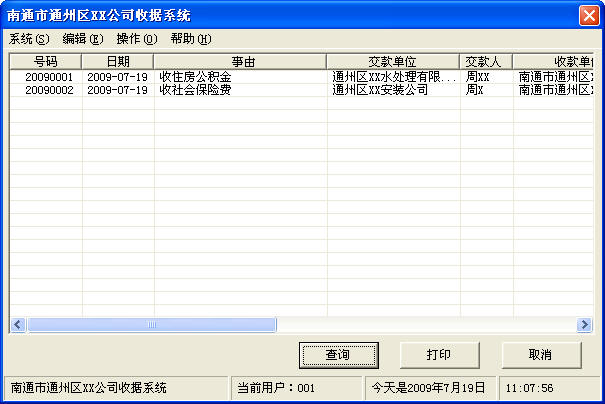 南通市通州区XX公司收据系统
系统(S) 编辑(E) 操作(O) 帮助(H)
号码 日期 事由 交款单位 交款人 收款单
20090001 2009-07-19 收住房公积金 通州区XX水处理有限... 周XX 南通市通州区X
20090002 2009-07-19 收社会保险费 通州区XX安装公司 周X 南通市通州区X
查询 打印 取消
南通市通州区XX公司收据系统 当前用户：001 今天是2009年7月19日 11:07:56